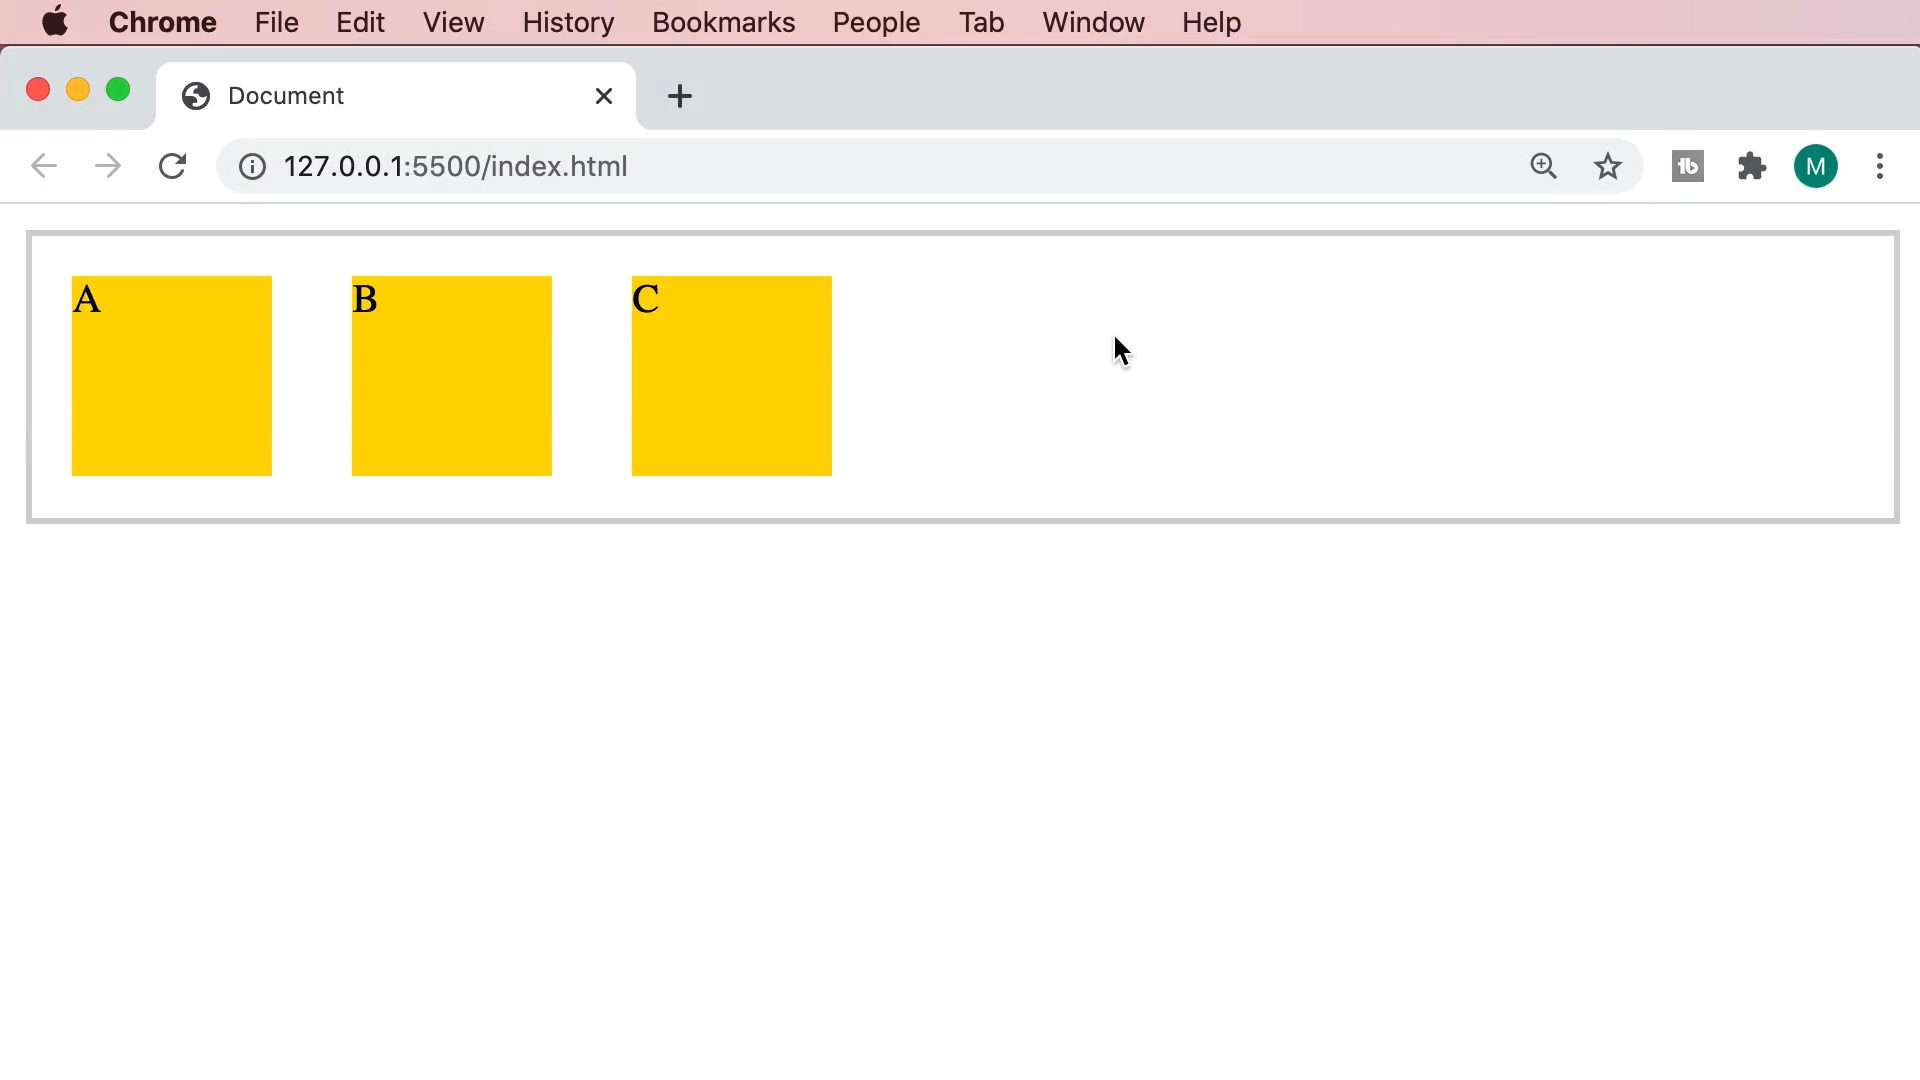 Chrome File Edit View History Bookmarks People Tab Window Help
Document
127.0.0.1:5500/index.html
M
A B C